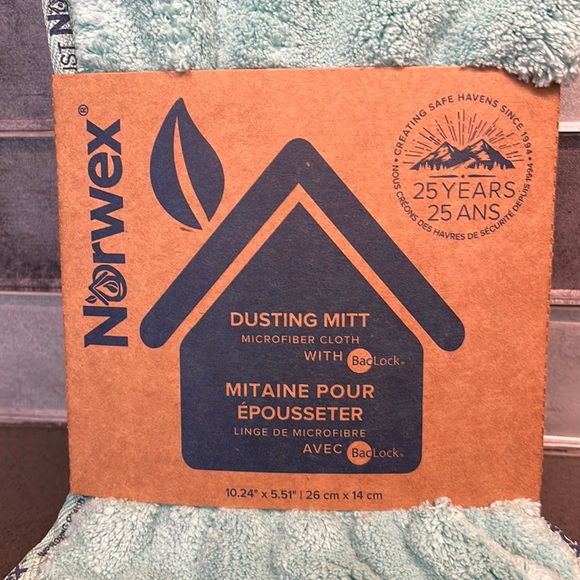 Norwex®
CREATING SAFE HAVENS SINCE 1994
25 YEARS
25 ANS
NOUS CRÉONS DES HAVRES DE SÉCURITÉ DEPUIS 1994
DUSTING MITT
MICROFIBER CLOTH
WITH BacLock™
MITAINE POUR
ÉPOUSSETER
LINGE DE MICROFIBRE
AVEC BacLock™
10.24" x 5.51" | 26 cm x 14 cm